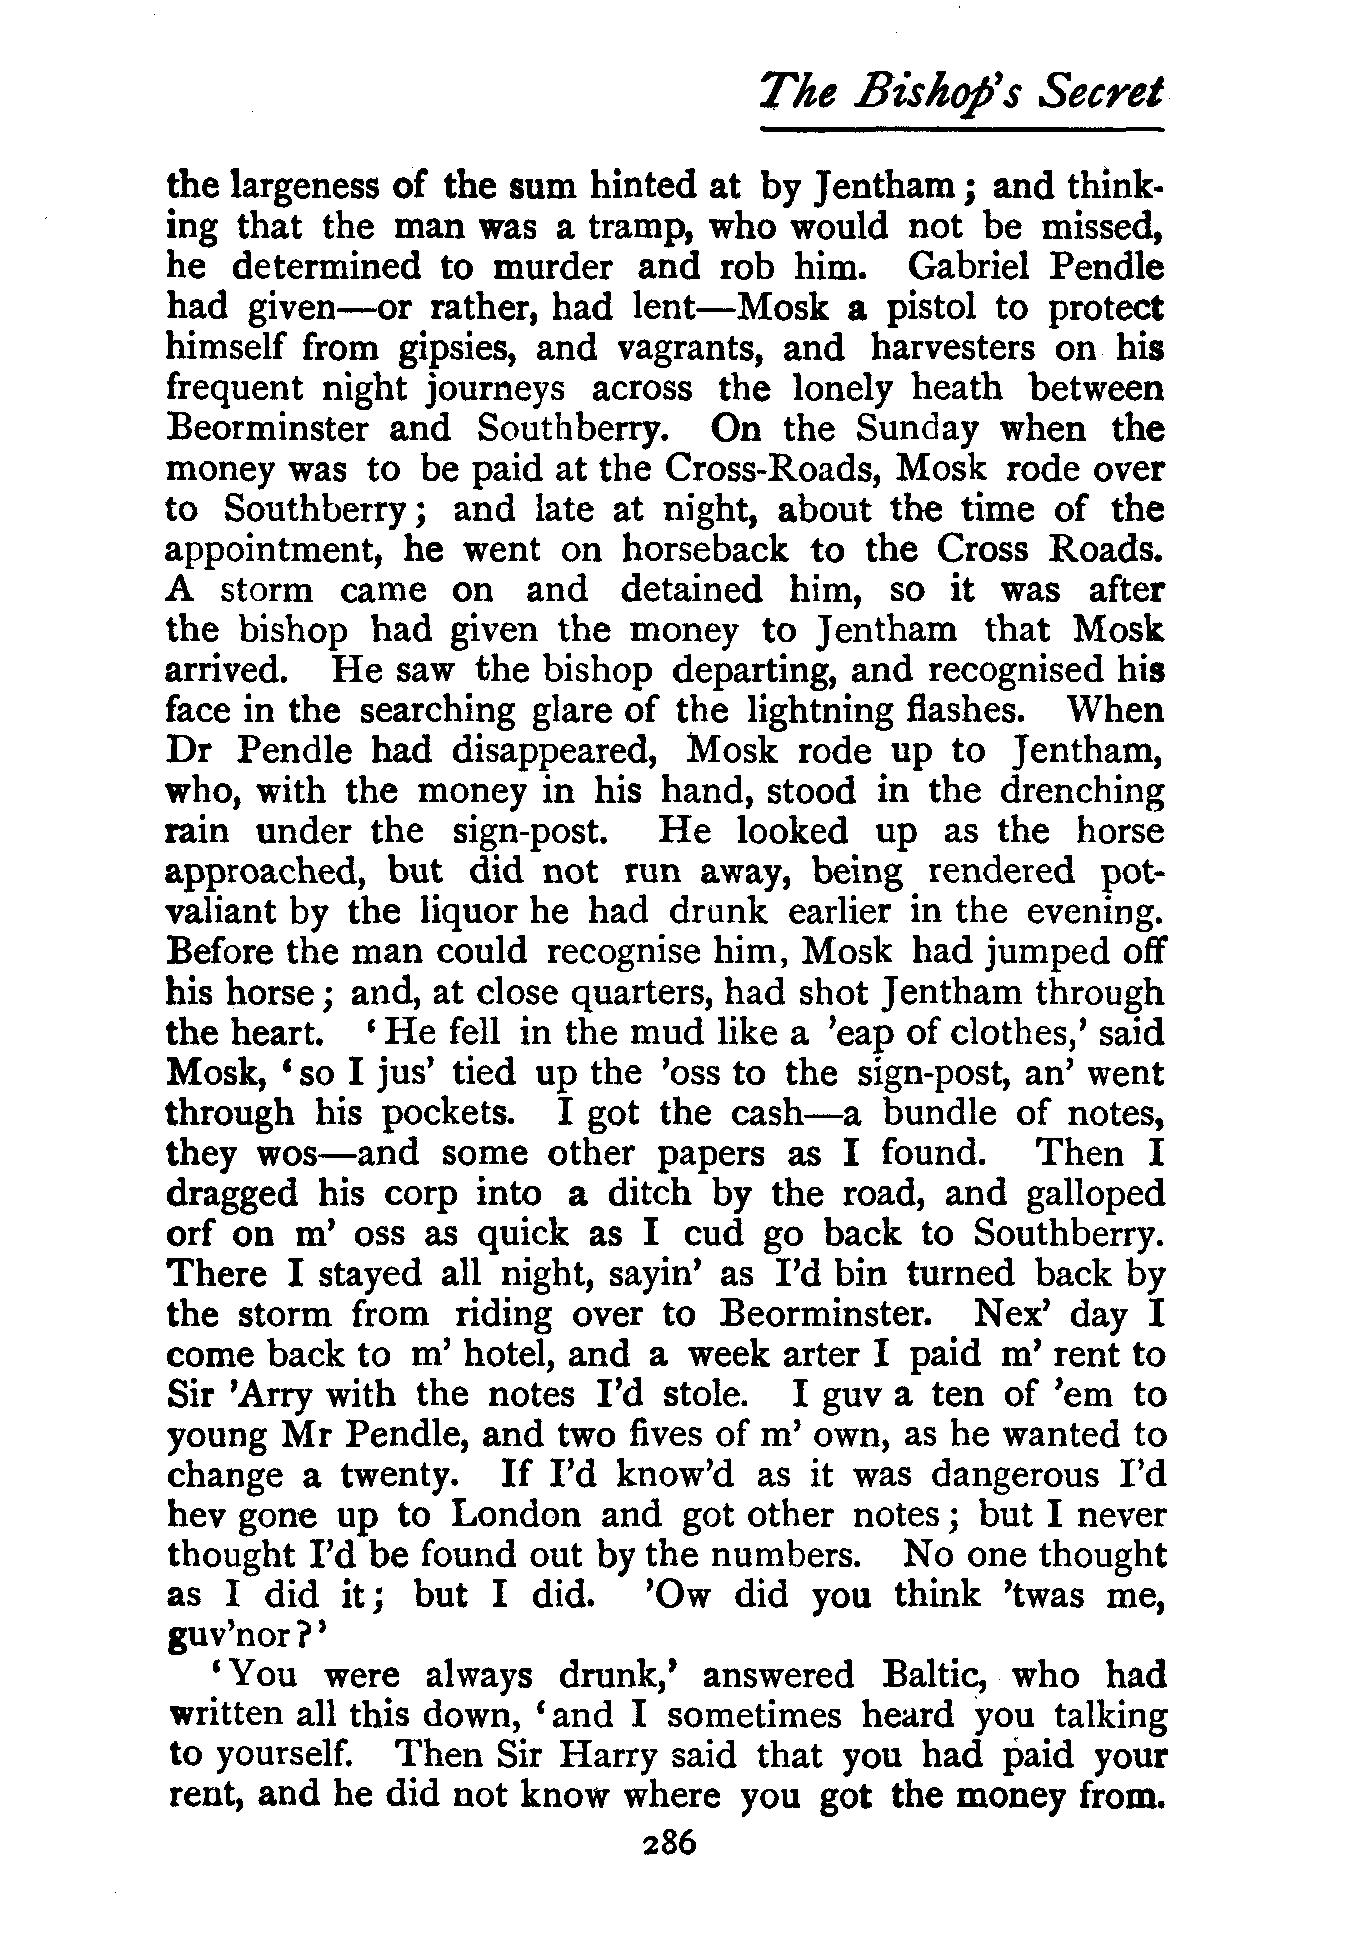 The Bishop's Secret
the largeness of the sum hinted at by Jentham; and think-
ing that the man was a tramp, who would not be missed,
he determined to murder and rob him. Gabriel Pendle
had given—or rather, had lent—Mosk a pistol to protect
himself from gipsies, and vagrants, and harvesters on his
frequent night journeys across the lonely heath between
Beorminster and Southberry. On the Sunday when the
money was to be paid at the Cross-Roads, Mosk rode over
to Southberry; and late at night, about the time of the
appointment, he went on horseback to the Cross Roads.
A storm came on and detained him, so it was after
the bishop had given the money to Jentham that Mosk
arrived. He saw the bishop departing, and recognised his
face in the searching glare of the lightning flashes. When
Dr Pendle had disappeared, Mosk rode up to Jentham,
who, with the money in his hand, stood in the drenching
rain under the sign-post. He looked up as the horse
approached, but did not run away, being rendered pot-
valiant by the liquor he had drunk earlier in the evening.
Before the man could recognise him, Mosk had jumped off
his horse; and, at close quarters, had shot Jentham through
the heart. 'He fell in the mud like a 'eap of clothes,' said
Mosk, 'so I jus' tied up the 'oss to the sign-post, an' went
through his pockets. I got the cash—a bundle of notes,
they wos—and some other papers as I found. Then I
dragged his corp into a ditch by the road, and galloped
orf on m' oss as quick as I cud go back to Southberry.
There I stayed all night, sayin' as I'd bin turned back by
the storm from riding over to Beorminster. Nex' day I
come back to m' hotel, and a week arter I paid m' rent to
Sir 'Arry with the notes I'd stole. I guv a ten of 'em to
young Mr Pendle, and two fives of m' own, as he wanted to
change a twenty. If I'd know'd as it was dangerous I'd
hev gone up to London and got other notes; but I never
thought I'd be found out by the numbers. No one thought
as I did it; but I did. 'Ow did you think 'twas me,
guv'nor?'
'You were always drunk,' answered Baltic, who had
written all this down, 'and I sometimes heard you talking
to yourself. Then Sir Harry said that you had paid your
rent, and he did not know where you got the money from.
286